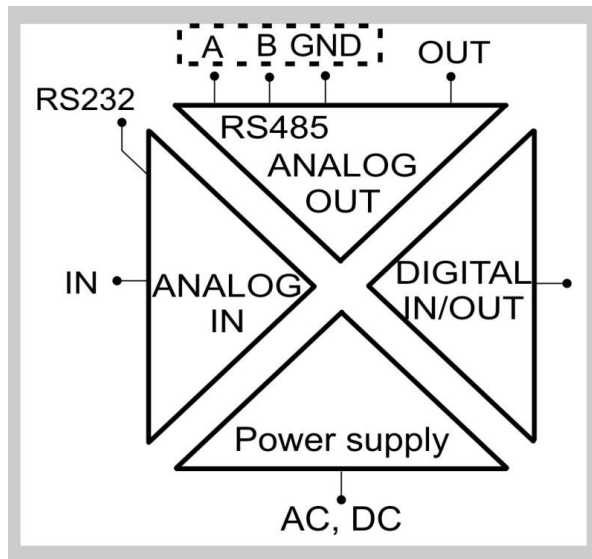 A B GND
OUT
RS232
RS485
ANALOG
OUT
IN
ANALOG
IN
DIGITAL
IN/OUT
Power supply
AC, DC